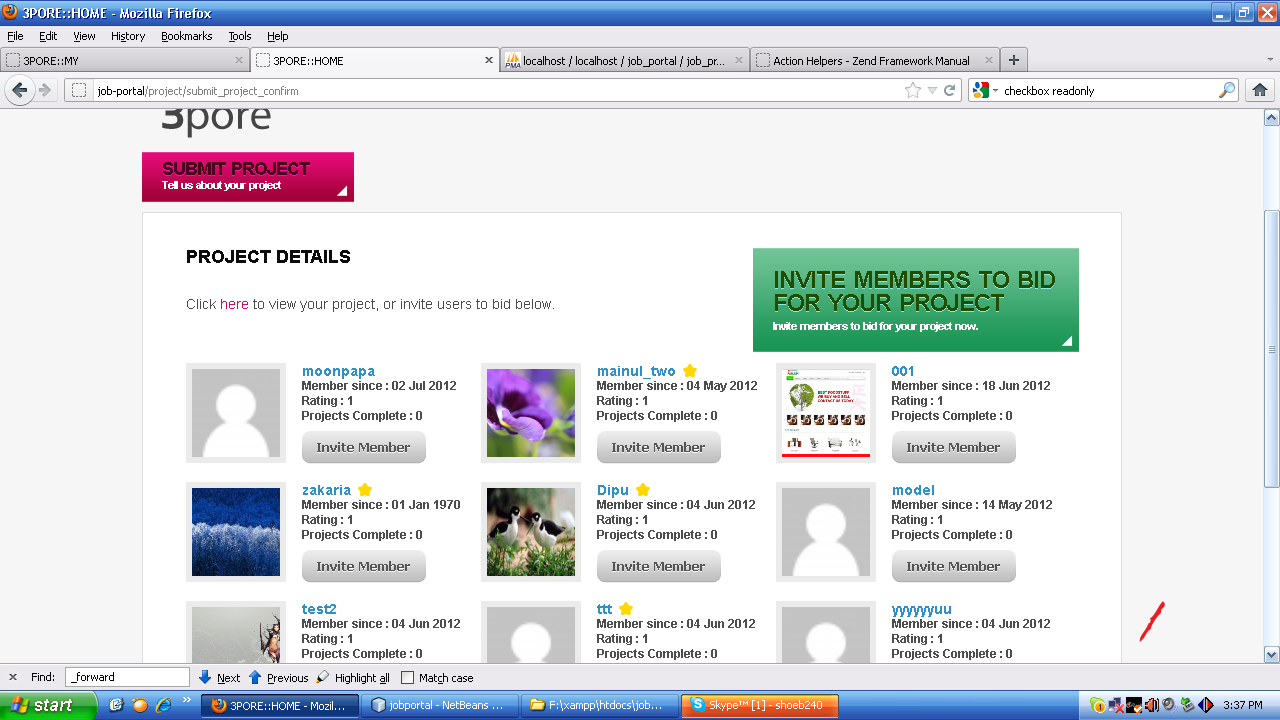 3PORE::HOME - Mozilla Firefox
File Edit View History Bookmarks Tools Help
3PORE::MY
3PORE::HOME
localhost / localhost / job_portal / job_pr...
Action Helpers - Zend Framework Manual
job-portal/project/submit_project_confirm
checkbox readonly
3pore
SUBMIT PROJECT
Tell us about your project
PROJECT DETAILS
Click here to view your project, or invite users to bid below.
INVITE MEMBERS TO BID
FOR YOUR PROJECT
Invite members to bid for your project now.
moonpapa
Member since : 02 Jul 2012
Rating : 1
Projects Complete : 0
Invite Member
mainul_two
Member since : 04 May 2012
Rating : 1
Projects Complete : 0
Invite Member
001
Member since : 18 Jun 2012
Rating : 1
Projects Complete : 0
Invite Member
zakaria
Member since : 01 Jan 1970
Rating : 1
Projects Complete : 0
Invite Member
Dipu
Member since : 04 Jun 2012
Rating : 1
Projects Complete : 0
Invite Member
model
Member since : 14 May 2012
Rating : 1
Projects Complete : 0
Invite Member
test2
Member since : 04 Jun 2012
Rating : 1
Projects Complete : 0
ttt
Member since : 04 Jun 2012
Rating : 1
Projects Complete : 0
yyyyyyuu
Member since : 04 Jun 2012
Rating : 1
Projects Complete : 0
Find: _forward Next Previous Highlight all Match case
start
3PORE::HOME - Mozil...
jobportal - NetBeans ...
F:\xampp\htdocs\job...
Skype™ [1] - shoeb240
3:37 PM